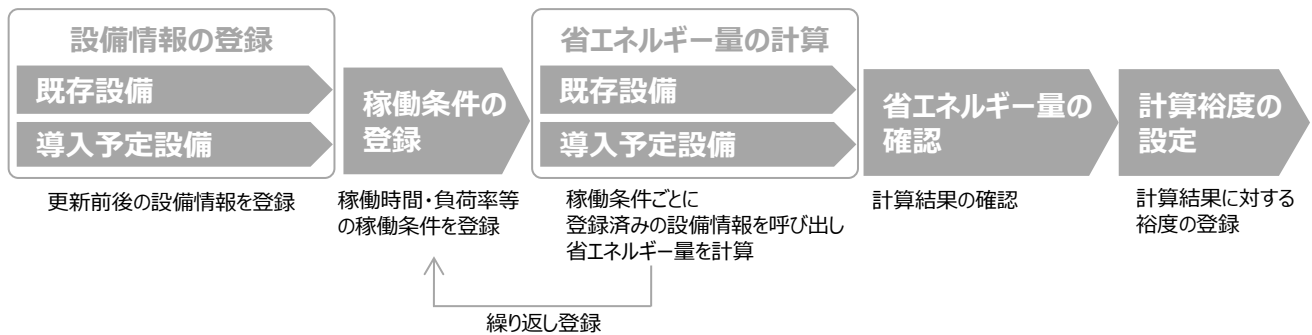 設備情報の登録
既存設備
導入予定設備
更新前後の設備情報を登録
稼働条件の
登録
稼働時間・負荷率等
の稼働条件を登録
省エネルギー量の計算
既存設備
導入予定設備
稼働条件ごとに
登録済みの設備情報を呼び出し
省エネルギー量を計算
繰り返し登録
省エネルギー量の
確認
計算結果の確認
計算裕度の
設定
計算結果に対する
裕度の登録